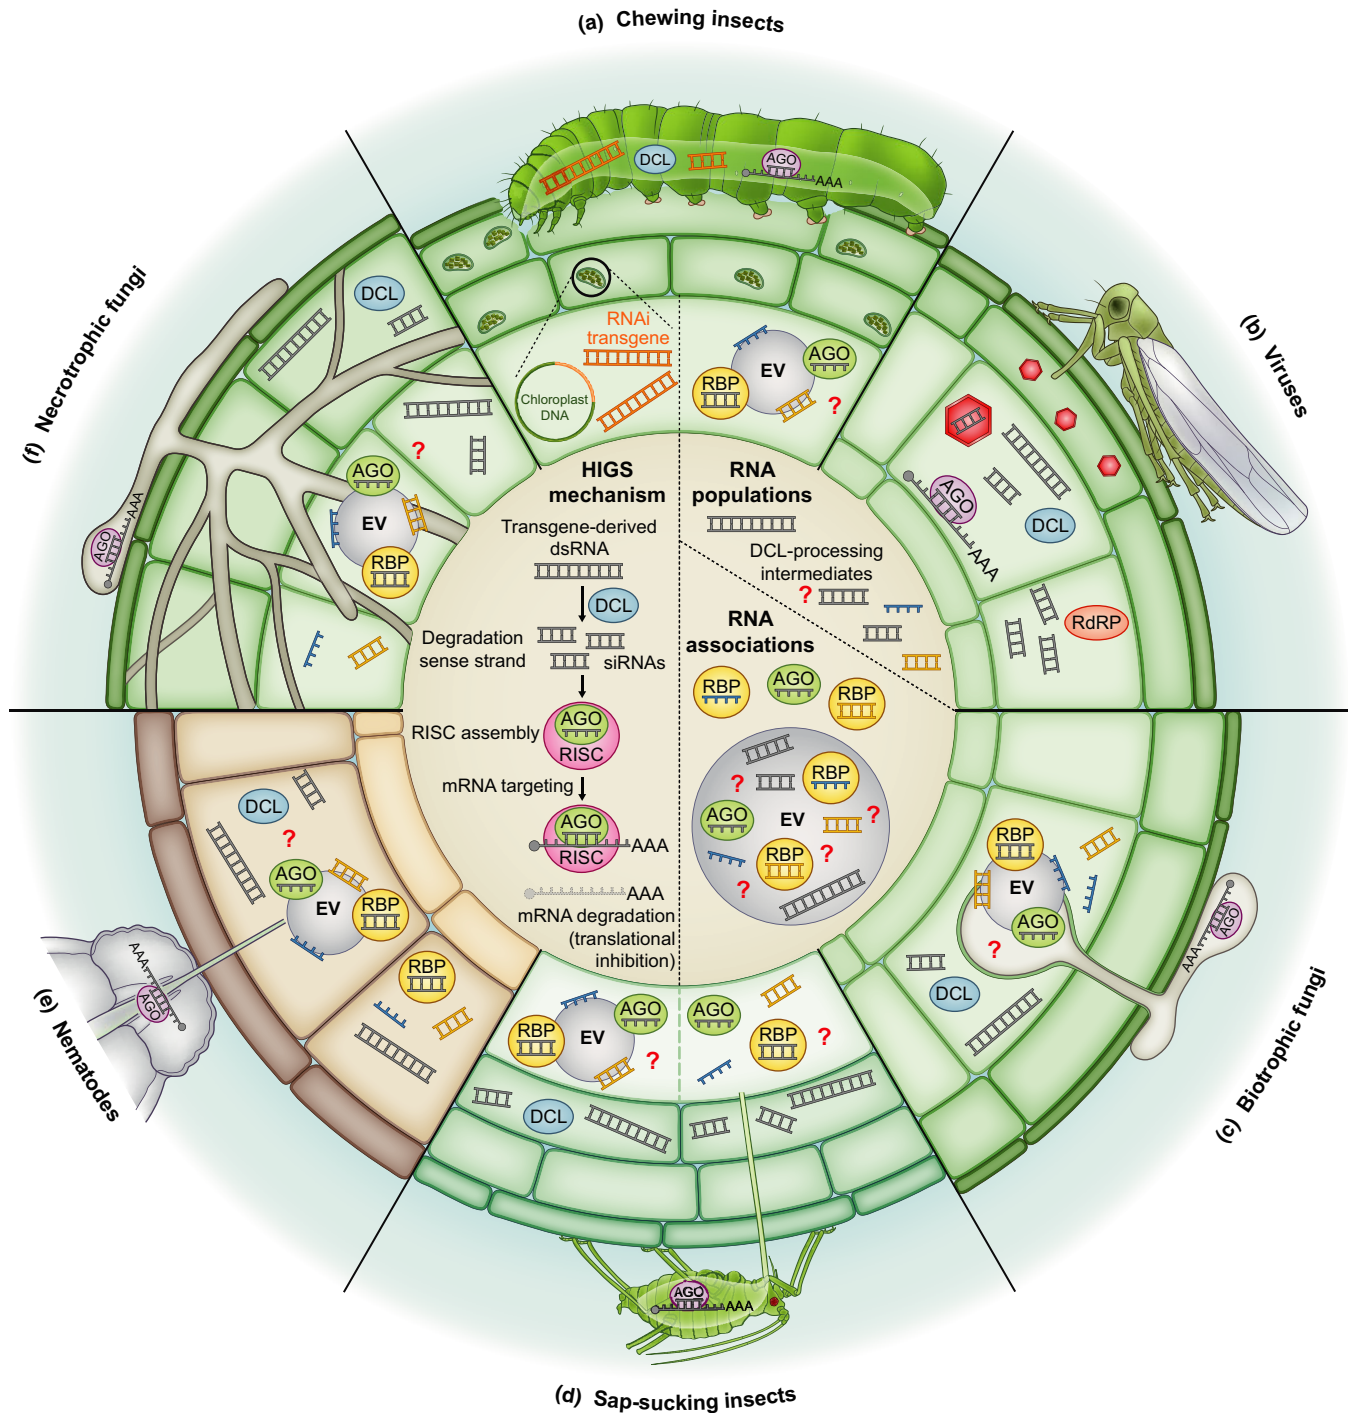 (a) Chewing insects
DCL
AGO
AAA
(b) Viruses
AGO
AAA
DCL
RdRP
(f) Necrotrophic fungi
DCL
?
AGO
EV
RBP
AGO
AAA
RNAi
transgene
Chloroplast
DNA
EV
AGO
RBP
?
HIGS
mechanism
Transgene-derived
dsRNA
DCL
Degradation
sense strand
siRNAs
RISC assembly
AGO
RISC
mRNA targeting
AGO
RISC
AAA
AAA
mRNA degradation
(translational
inhibition)
RNA
populations
DCL-processing
intermediates
?
RNA
associations
RBP
AGO
RBP
?
RBP
AGO
EV
?
RBP
?
?
(c) Biotrophic fungi
RBP
EV
AGO
?
DCL
AGO
AAA
(e) Nematodes
DCL
?
AGO
EV
RBP
RBP
AAA
AGO
RBP
EV
AGO
?
DCL
AGO
RBP
?
AGO
AAA
(d) Sap-sucking insects